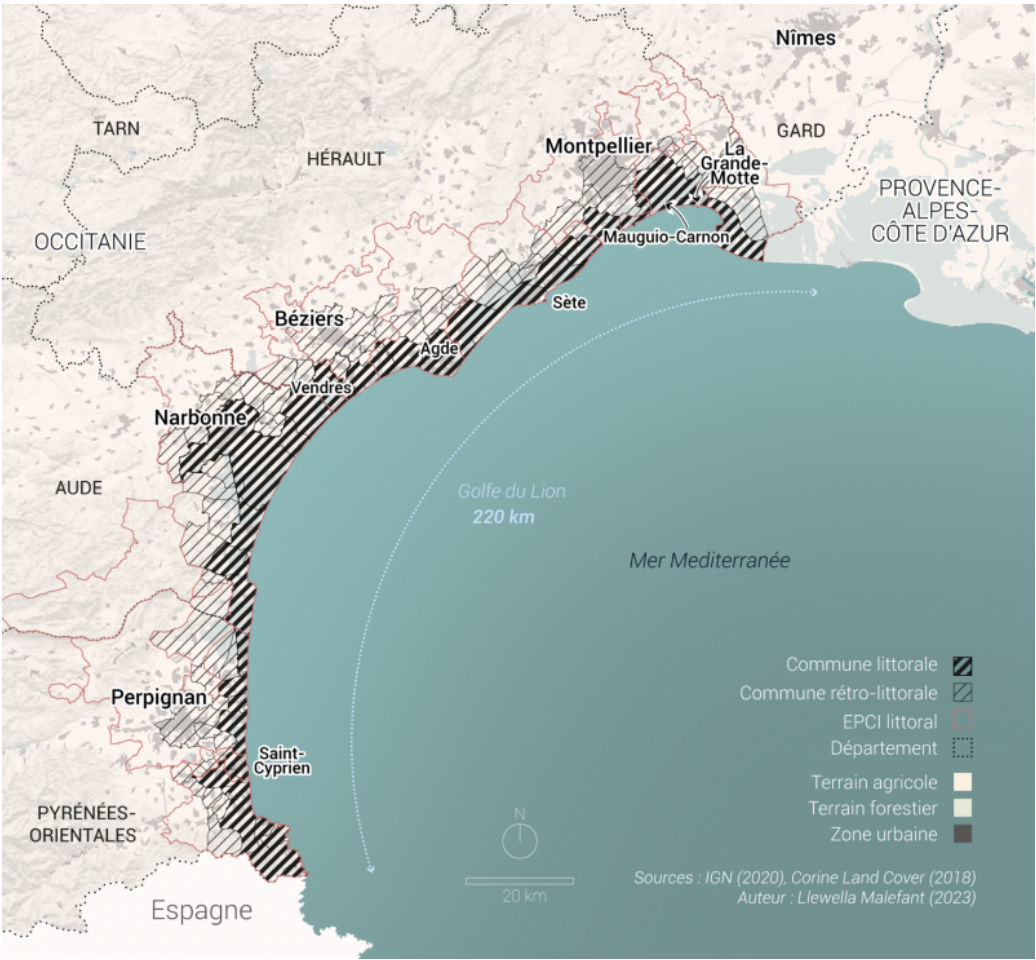 Nîmes
TARN
GARD
Montpellier
HÉRAULT
La
Grande-
Motte
PROVENCE-
ALPES-
CÔTE D'AZUR
OCCITANIE
Mauguio-Carnon
Sète
Béziers
Agde
Vendres
Narbonne
AUDE
Golfe du Lion
220 km
Mer Mediterranée
Commune littorale
Commune rétro-littorale
EPCI littoral
Département
Terrain agricole
Terrain forestier
Zone urbaine
Perpignan
Saint-
Cyprien
PYRÉNÉES-
ORIENTALES
N
20 km
Sources : IGN (2020), Corine Land Cover (2018)
Auteur : Llewella Malefant (2023)
Espagne